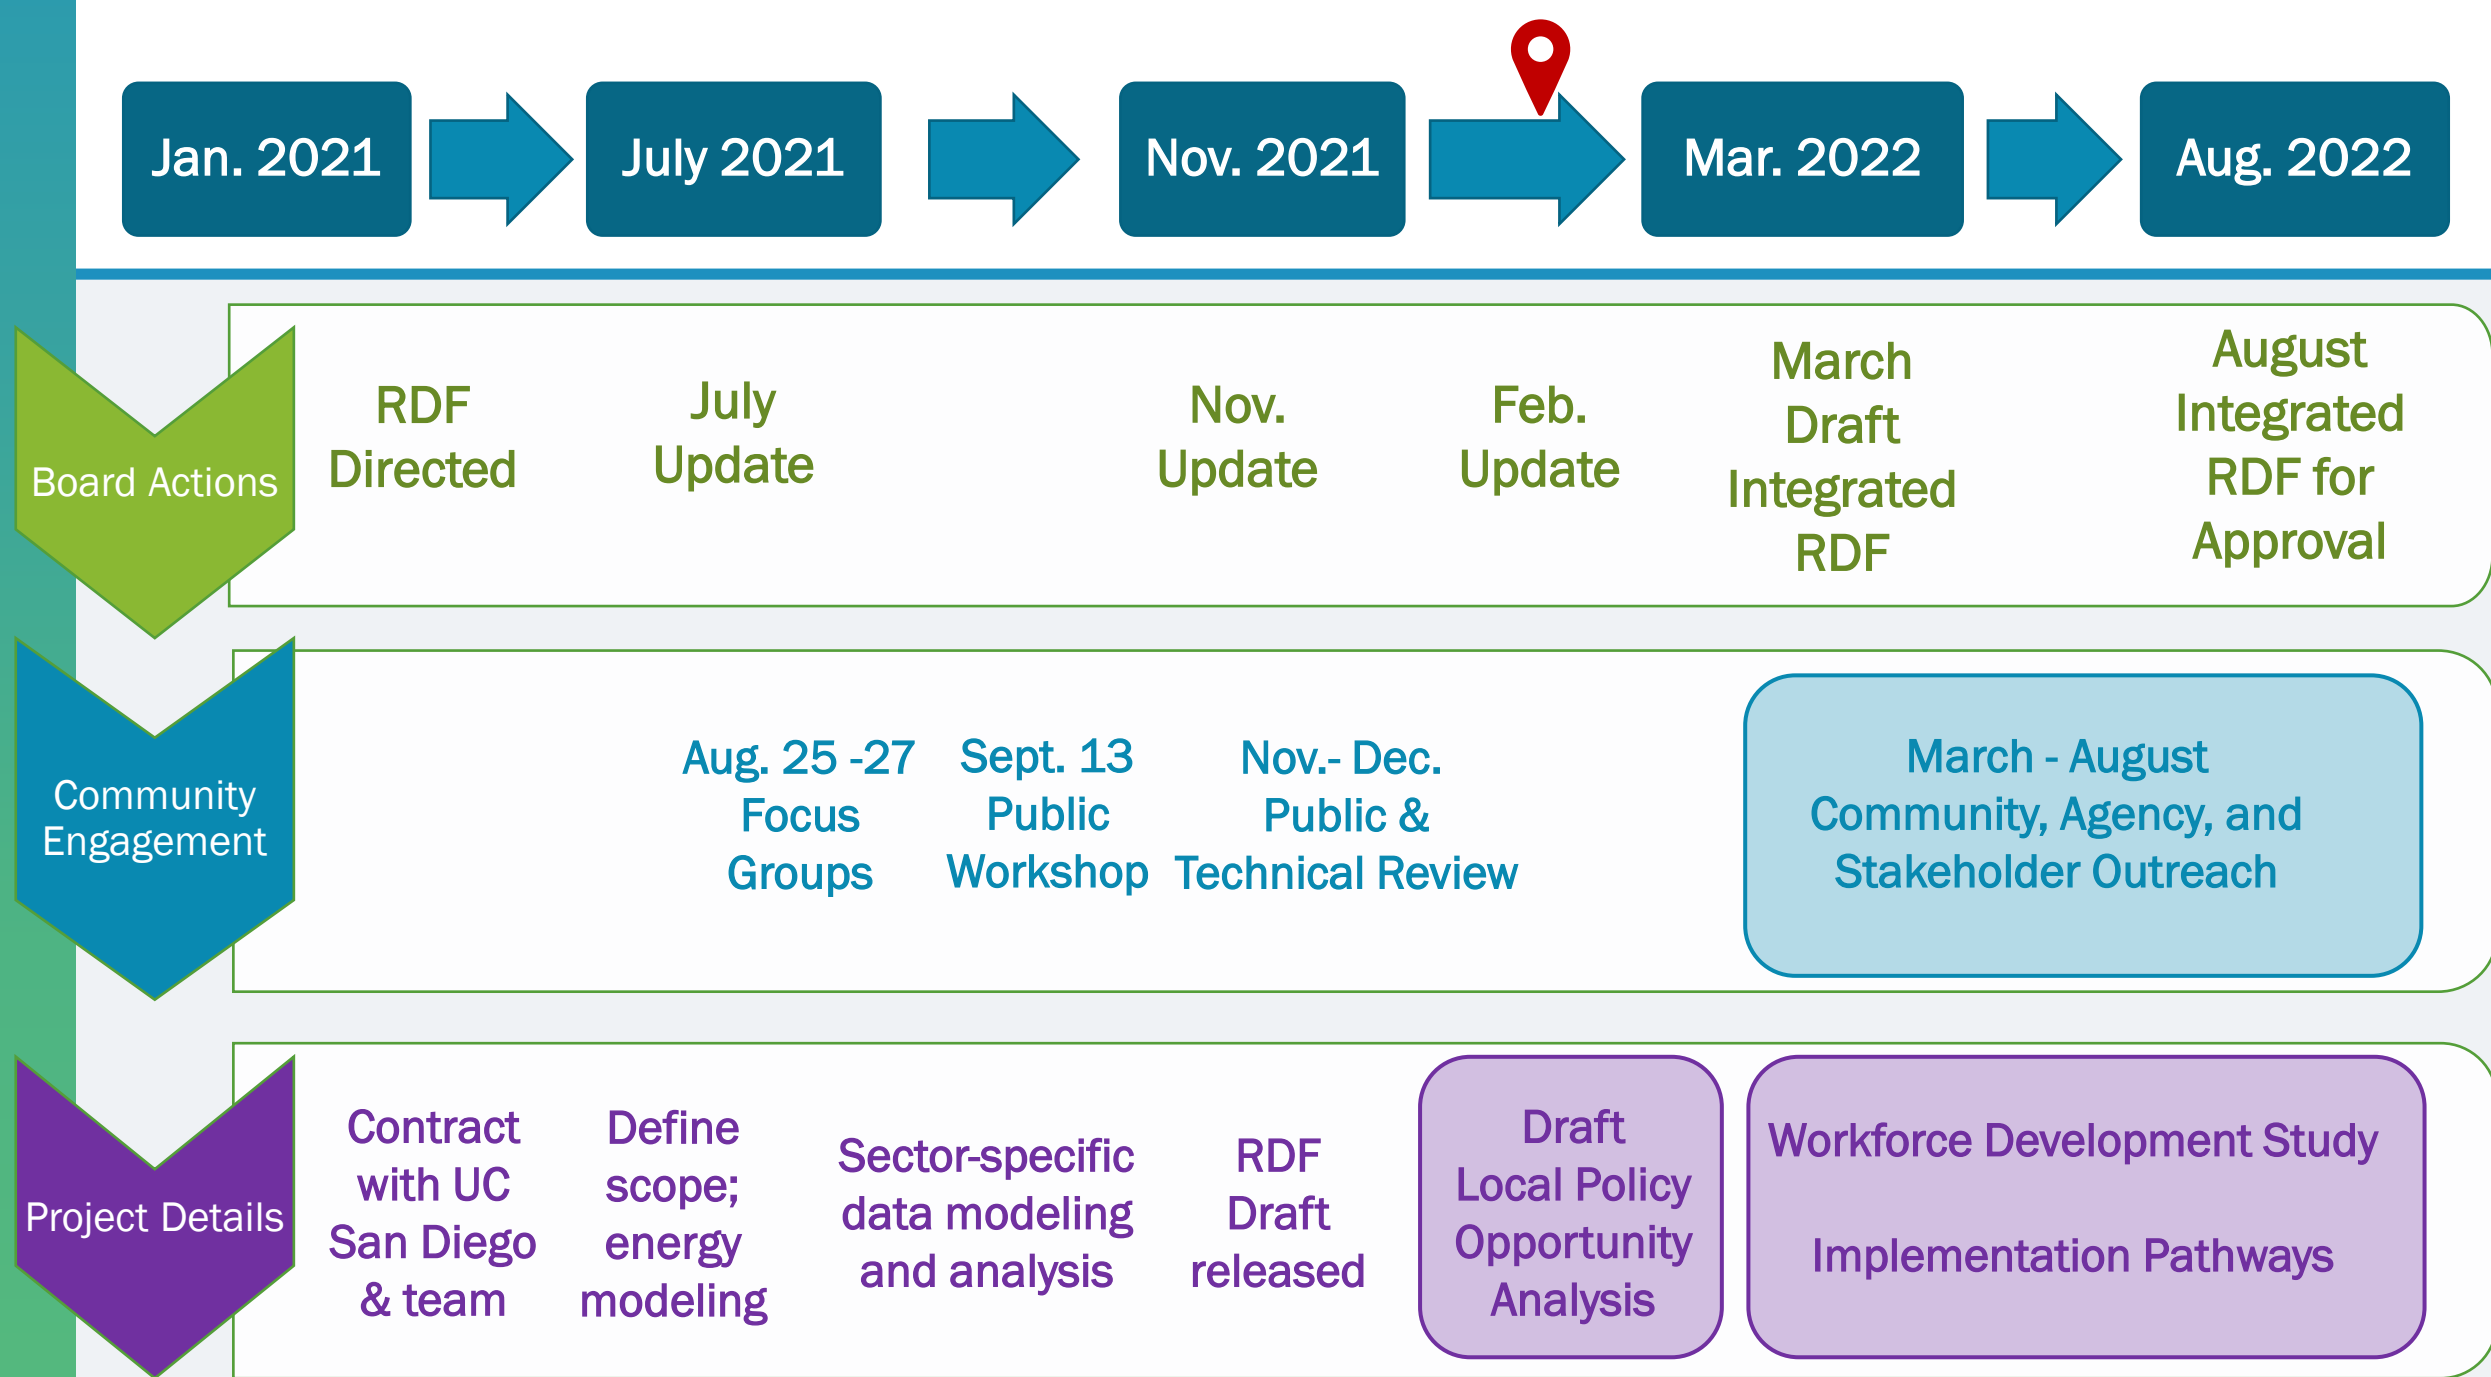 Jan. 2021
July 2021
Nov. 2021
Mar. 2022
Aug. 2022
Board Actions
RDF
Directed
July
Update
Nov.
Update
Feb.
Update
March
Draft
Integrated
RDF
August
Integrated
RDF for
Approval
Community
Engagement
Aug. 25 -27
Focus
Groups
Sept. 13
Public
Workshop
Nov.- Dec.
Public &
Technical Review
March - August
Community, Agency, and
Stakeholder Outreach
Project Details
Contract
with UC
San Diego
& team
Define
scope;
energy
modeling
Sector-specific
data modeling
and analysis
RDF
Draft
released
Draft
Local Policy
Opportunity
Analysis
Workforce Development Study
Implementation Pathways